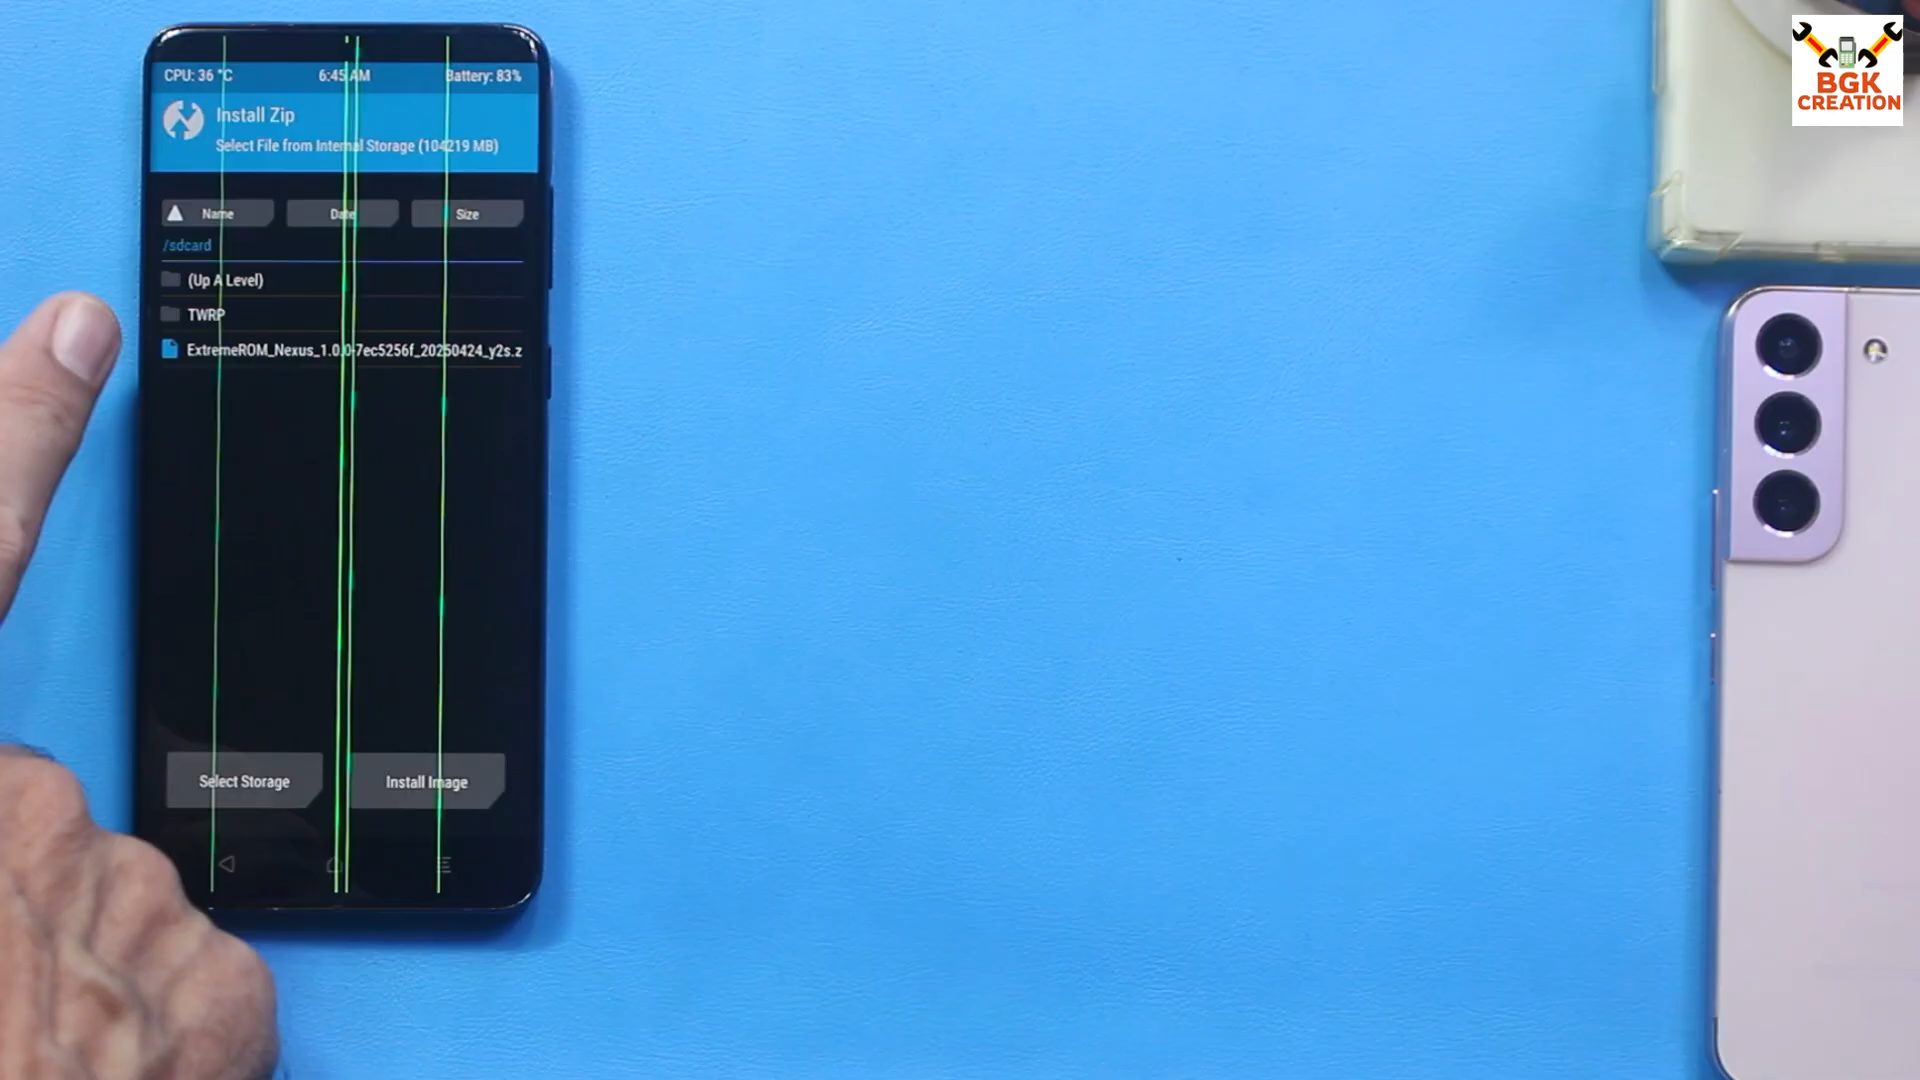 CPU: 36 °C 6:45 AM Battery: 83%
Install Zip
Select File from Internal Storage (104219 MB)
Name Date Size
/sdcard
(Up A Level)
TWRP
ExtremeROM_Nexus_1.0.0-7ec5256f_20250424_y2s.z
Select Storage Install Image
BGK
CREATION